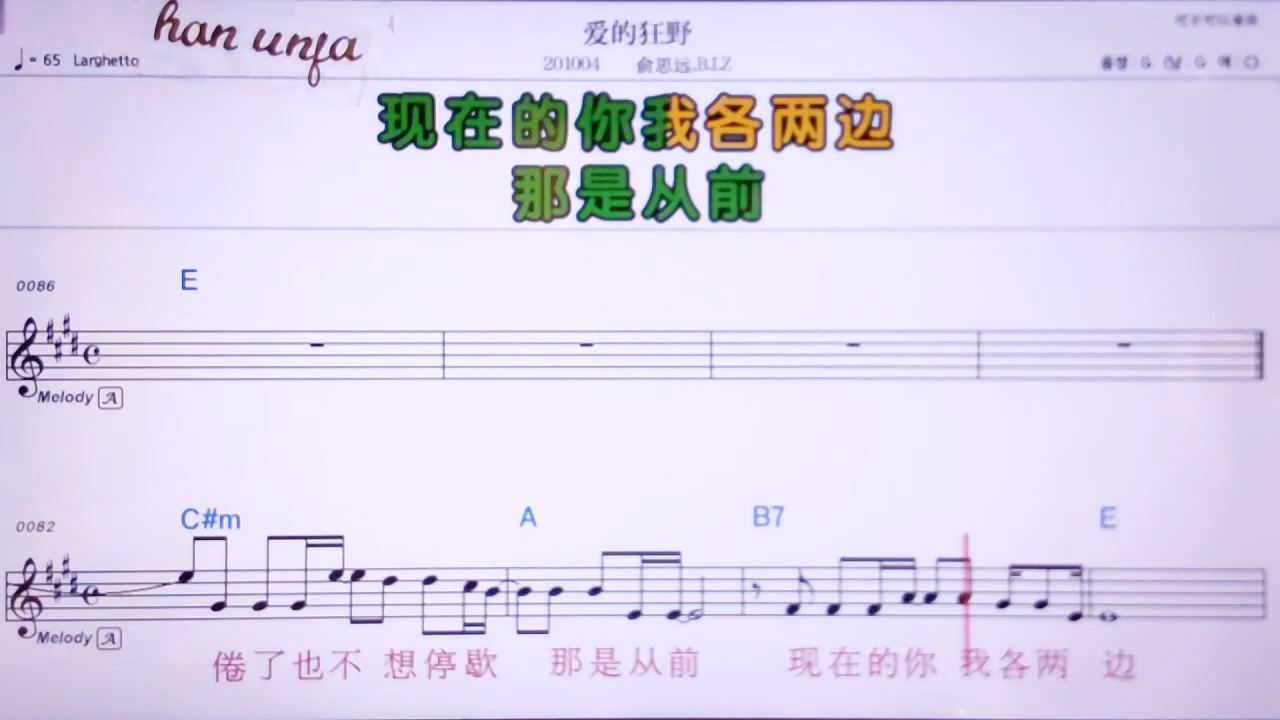 han unfa
爱的狂野
♩= 65 Larghetto
201004 俞思远,B.I.Z
现在的你我各两边
那是从前
0086
E
Melody A
0082
C#m A B7 E
Melody A
倦了也不 想停歇 那是从前 现在的你 我各两 边